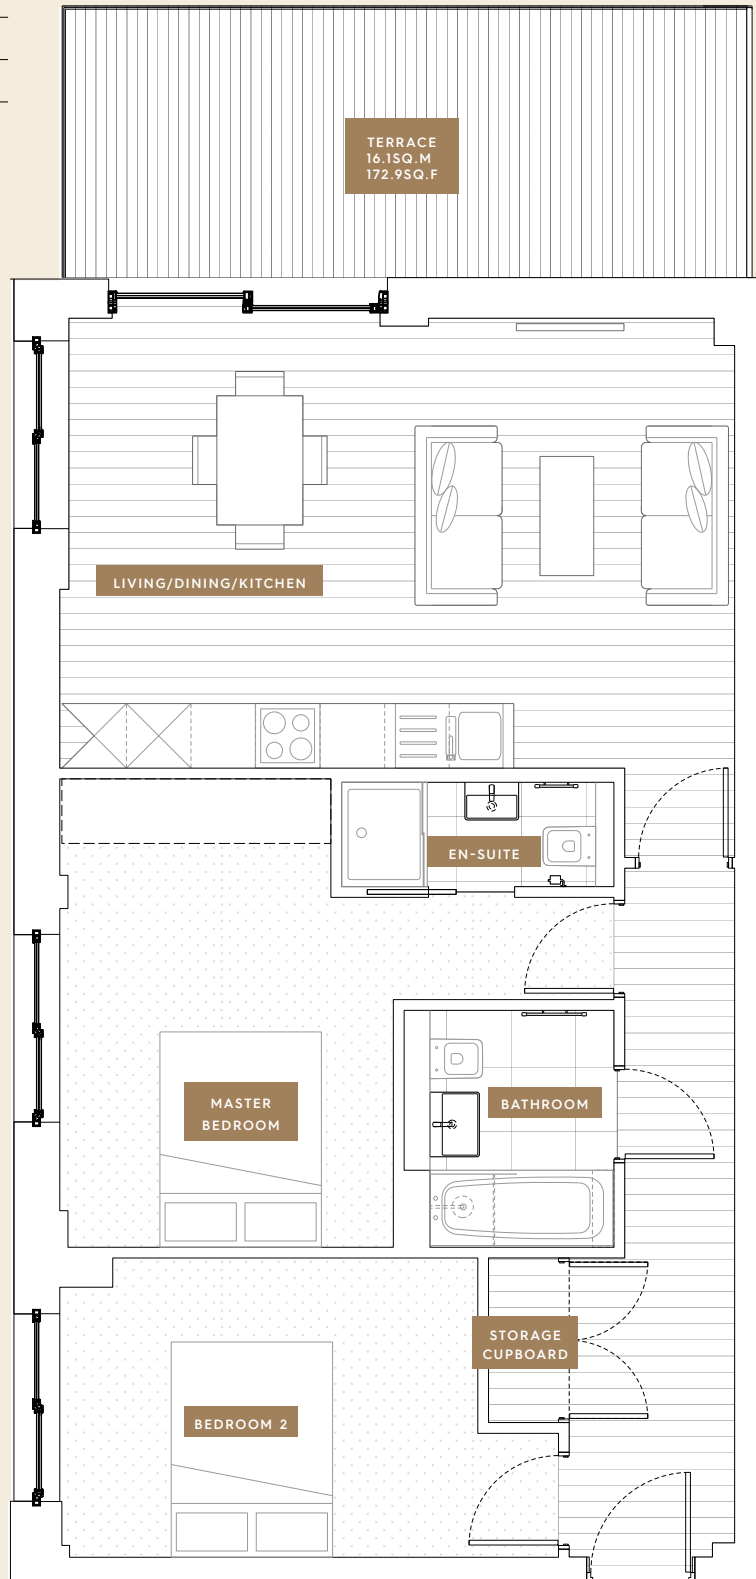 TERRACE
16.1SQ.M
172.9SQ.F
LIVING/DINING/KITCHEN
EN-SUITE
MASTER
BEDROOM
BATHROOM
STORAGE
CUPBOARD
BEDROOM 2